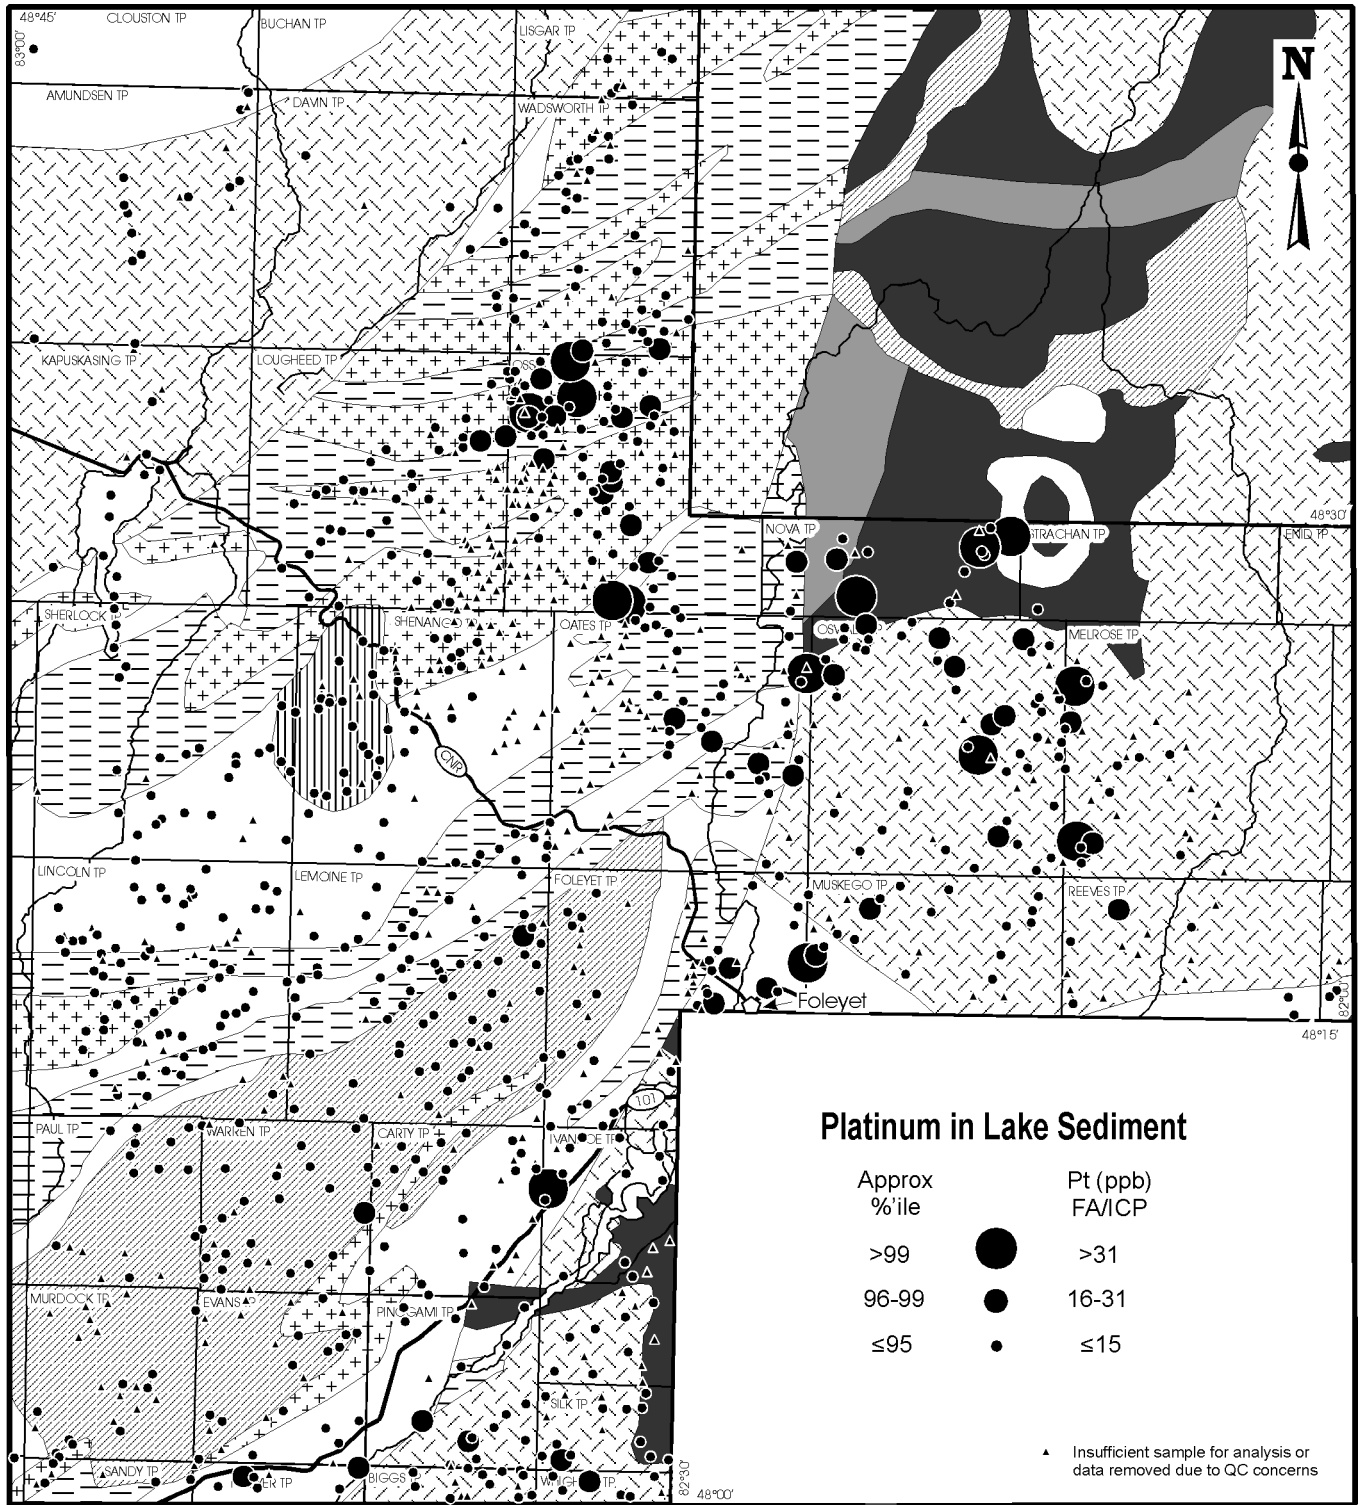 48°45'
CLOUSTON TP
BUCHAN TP
LISGAR TP
83°00'
N
AMUNDSEN TP
DAVIN TP
WADSWORTH TP
KAPUSKASING TP
LOUGHEED TP
48°30'
NOVA TP
STRACHAN TP
ENID TP
SHERLOCK
SHENANGO TP
OATES TP
MELROSE TP
CNR
LINCOLN TP
LEMOINE TP
FOLEYET TP
MUSKEGO TP
REEVES TP
82°00'
Foleyet
48°15'
101
PAUL TP
WARREN TP
CARTY TP
Platinum in Lake Sediment
Approx
%'ile
Pt (ppb)
FA/ICP
>99
>31
96-99
16-31
≤95
≤15
MURDOCK TP
EVANS
TP
SILK TP
Insufficient sample for analysis or
data removed due to QC concerns
SANDY TP
TP
BIGGS
TP
82°30'
48°00'